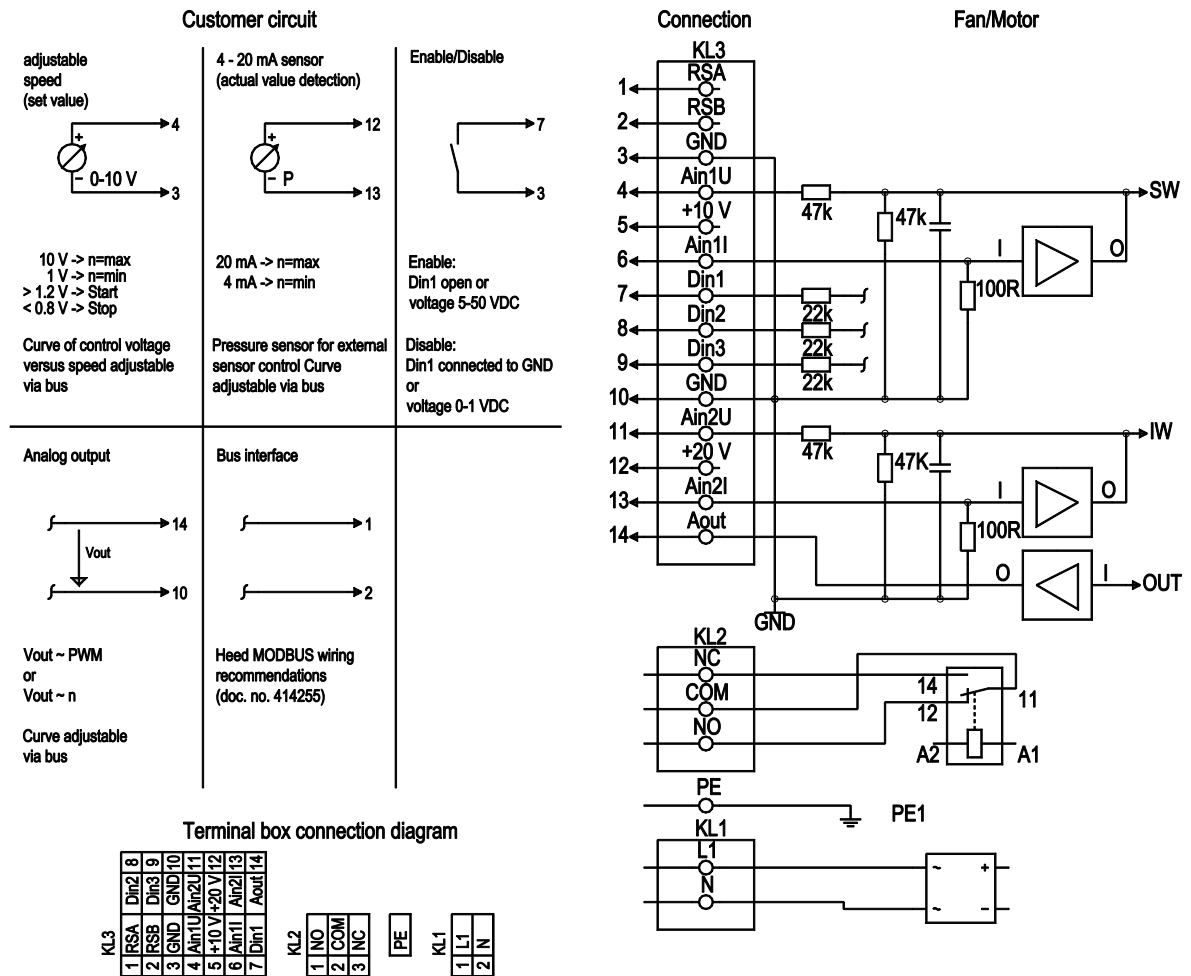 Customer circuit
adjustable
speed
(set value)
+
4
− 0-10 V
3
10 V -> n=max
1 V -> n=min
> 1.2 V -> Start
< 0.8 V -> Stop
Curve of control voltage
versus speed adjustable
via bus
4 - 20 mA sensor
(actual value detection)
+
12
− P
13
20 mA -> n=max
4 mA -> n=min
Pressure sensor for external
sensor control Curve
adjustable via bus
Enable/Disable
7
3
Enable:
Din1 open or
voltage 5-50 VDC
Disable:
Din1 connected to GND
or
voltage 0-1 VDC
Analog output
14
Vout
10
Vout ~ PWM
or
Vout ~ n
Curve adjustable
via bus
Bus interface
1
2
Heed MODBUS wiring
recommendations
(doc. no. 414255)
Connection
Fan/Motor
KL3
RSA
1
RSB
2
GND
3
Ain1U
4
47k
47k
SW
+10 V
5
Ain1I
6
I
O
100R
Din1
7
22k
Din2
8
22k
Din3
9
22k
GND
10
Ain2U
11
47k
47K
IW
+20 V
12
Ain2I
13
I
O
100R
Aout
14
O
I
OUT
GND
KL2
NC
14
COM
11
12
NO
A2
A1
PE
PE1
KL1
L1
~
+
N
~
−
Terminal box connection diagram
KL3
1 RSA Din2 8
2 RSB Din3 9
3 GND GND 10
4 Ain1U Ain2U 11
5 +10 V +20 V 12
6 Ain1I Ain2I 13
7 Din1 Aout 14
KL2
1 NO
2 COM
3 NC
PE
KL1
1 L1
2 N